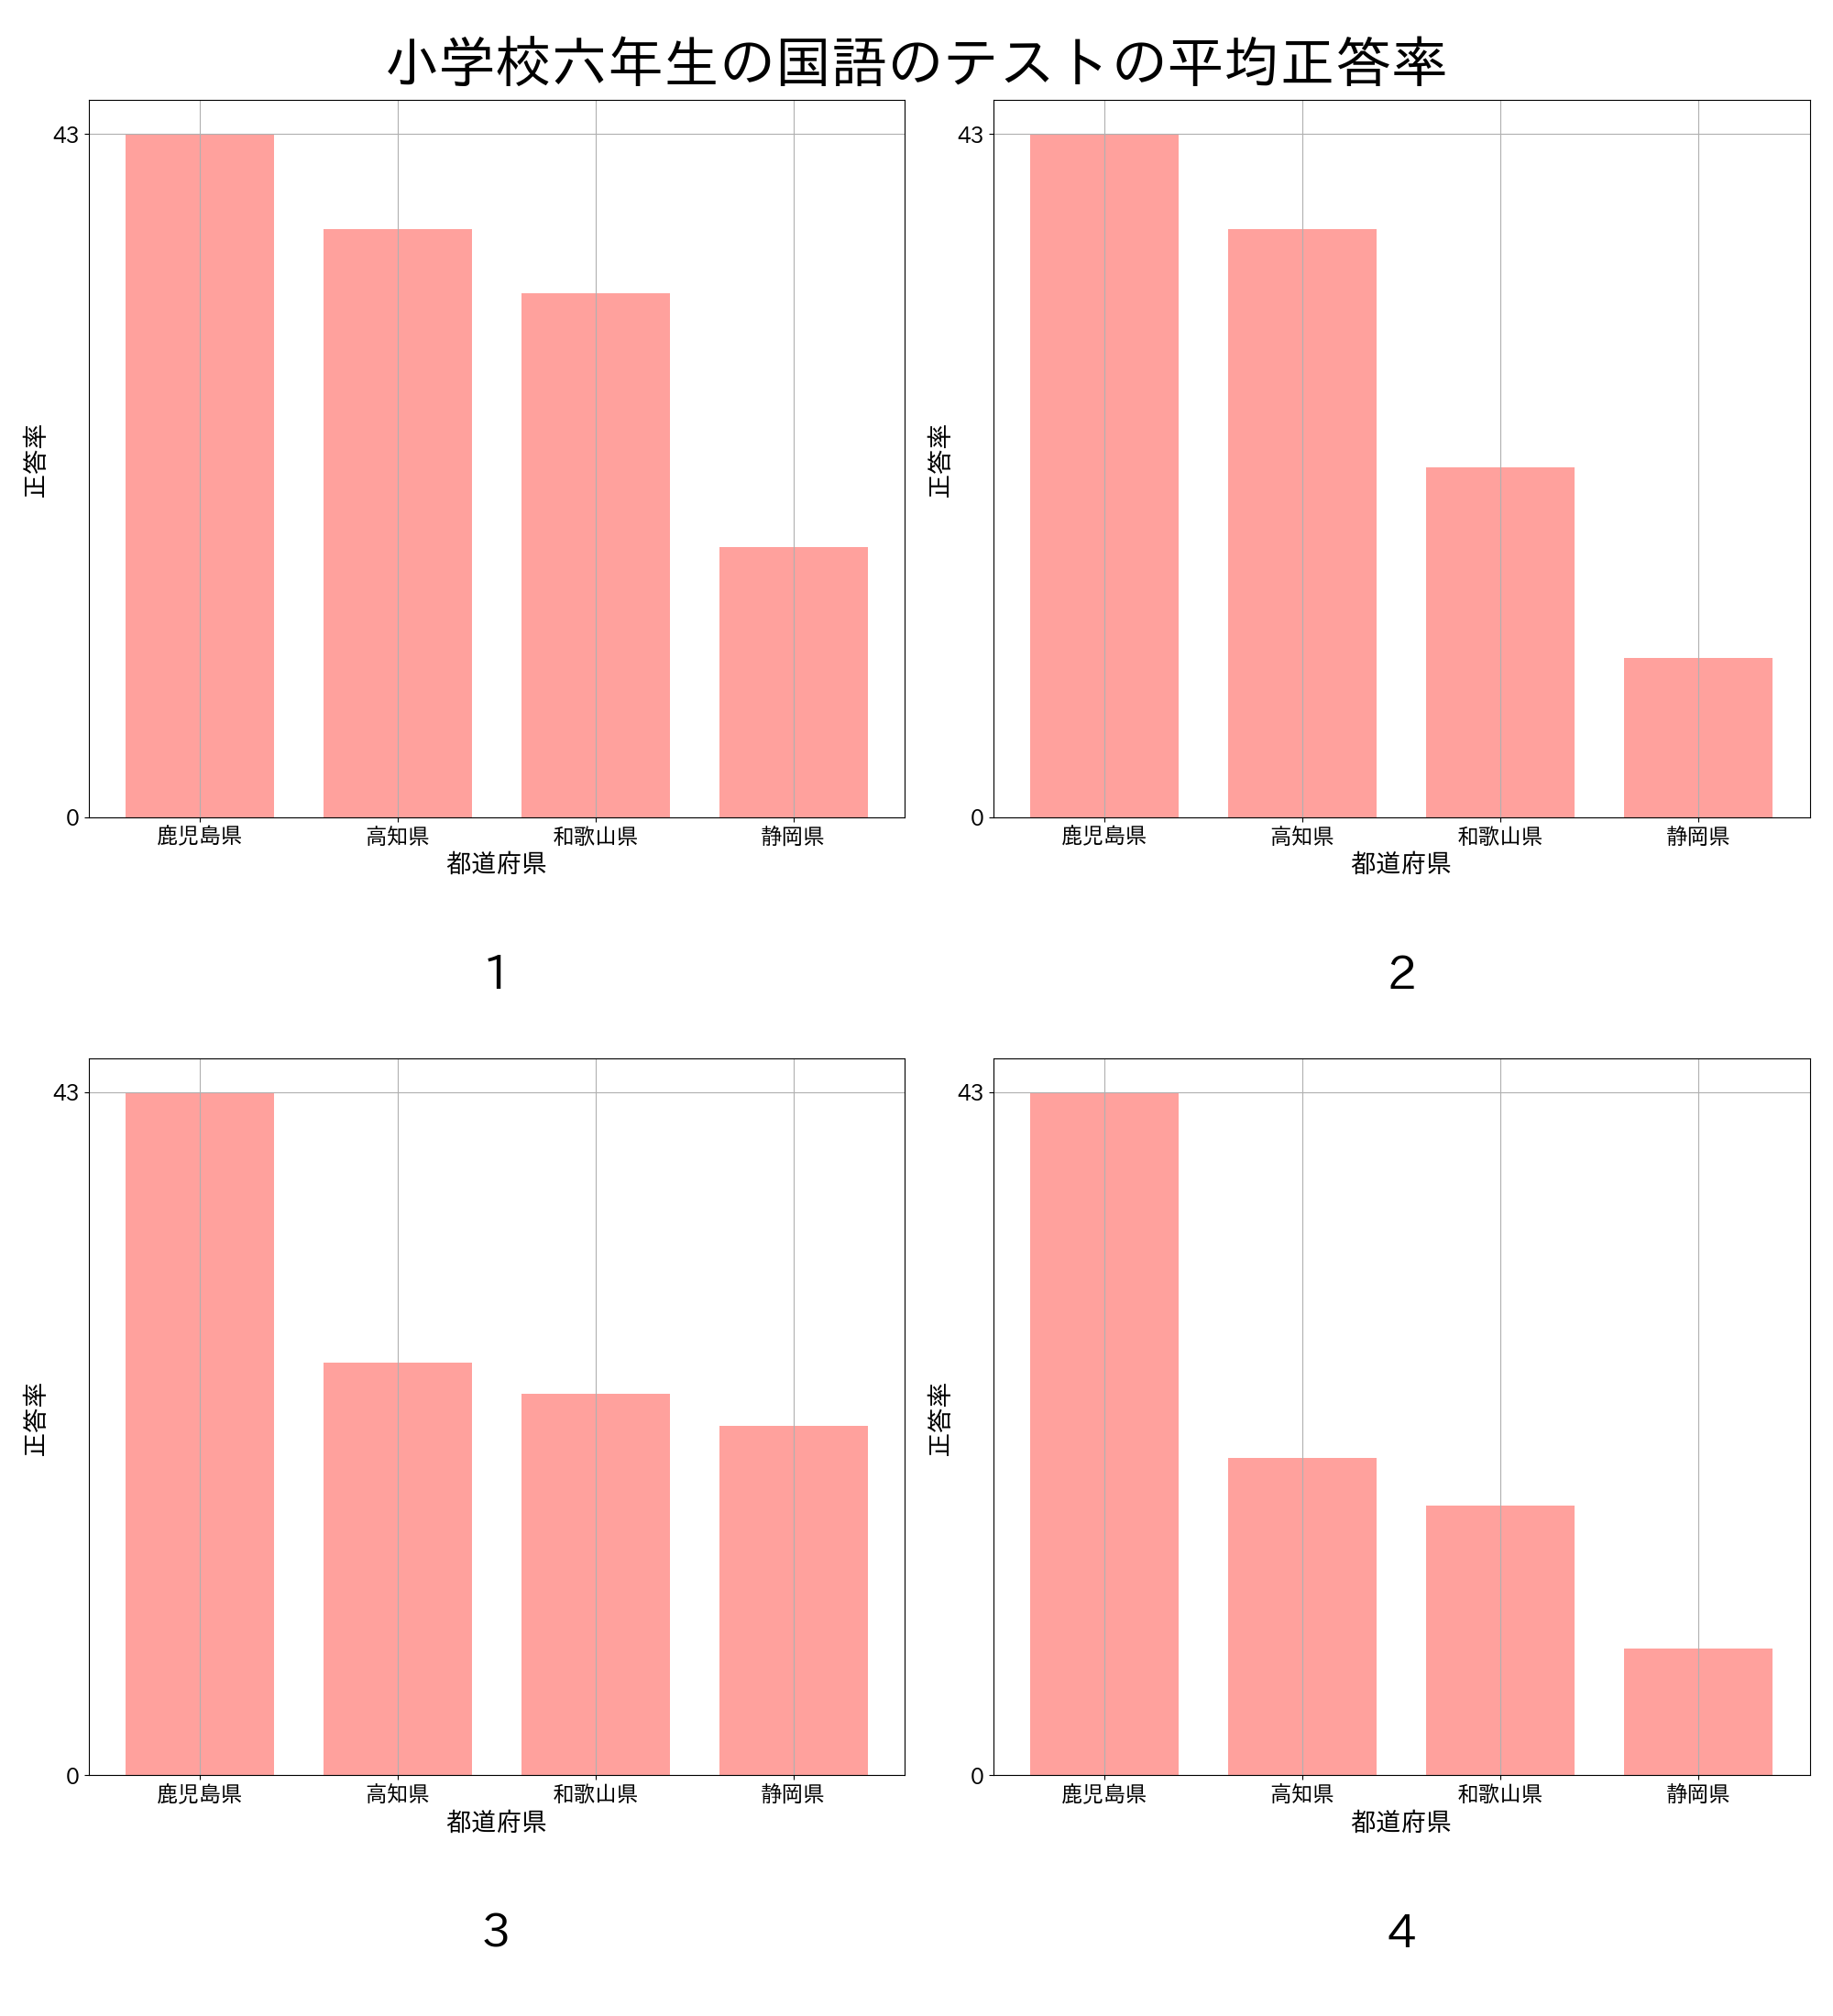 小学校六年生の国語のテストの平均正答率
43
0
正答率
鹿児島県 高知県 和歌山県 静岡県
都道府県
1
43
0
正答率
鹿児島県 高知県 和歌山県 静岡県
都道府県
2
43
0
正答率
鹿児島県 高知県 和歌山県 静岡県
都道府県
3
43
0
正答率
鹿児島県 高知県 和歌山県 静岡県
都道府県
4